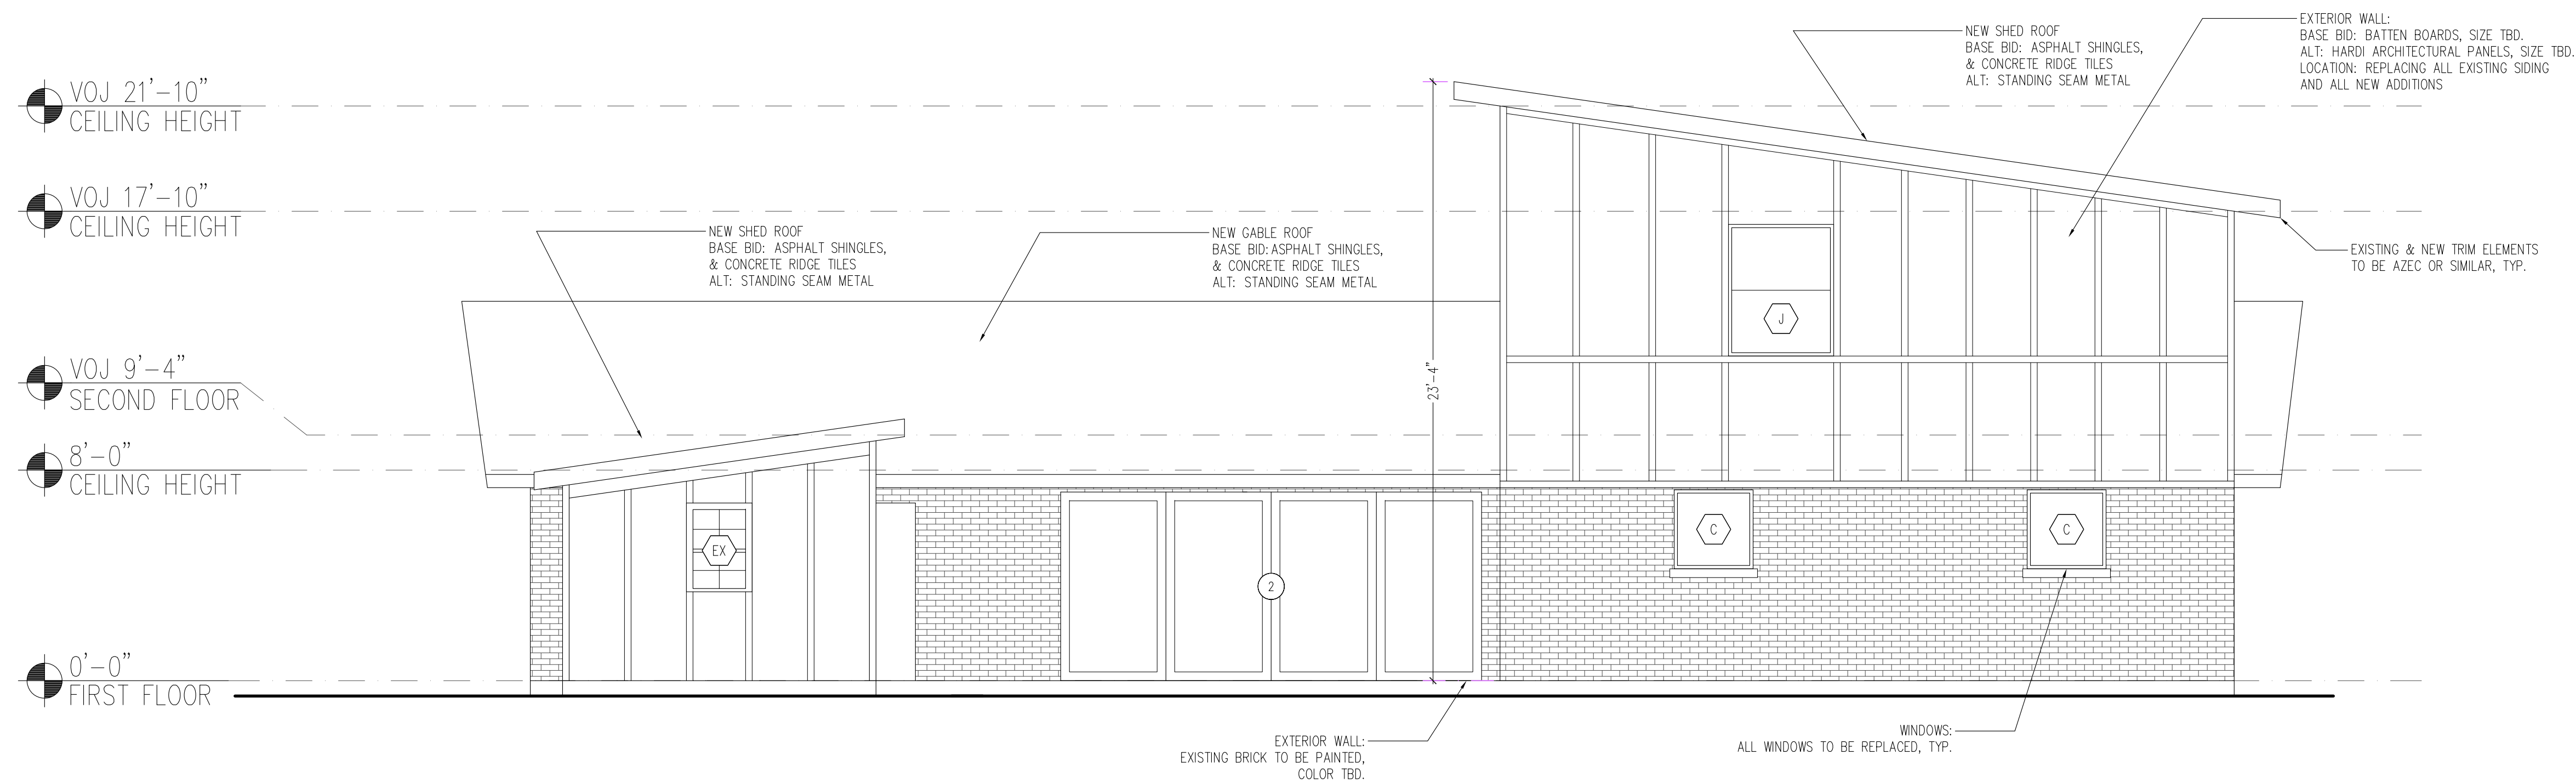 VOJ 21'-10"
CEILING HEIGHT
VOJ 17'-10"
CEILING HEIGHT
VOJ 9'-4"
SECOND FLOOR
8'-0"
CEILING HEIGHT
0'-0"
FIRST FLOOR
NEW SHED ROOF
BASE BID: ASPHALT SHINGLES,
& CONCRETE RIDGE TILES
ALT: STANDING SEAM METAL
NEW GABLE ROOF
BASE BID: ASPHALT SHINGLES,
& CONCRETE RIDGE TILES
ALT: STANDING SEAM METAL
NEW SHED ROOF
BASE BID: ASPHALT SHINGLES,
& CONCRETE RIDGE TILES
ALT: STANDING SEAM METAL
EXTERIOR WALL:
BASE BID: BATTEN BOARDS, SIZE TBD.
ALT: HARDI ARCHITECTURAL PANELS, SIZE TBD.
LOCATION: REPLACING ALL EXISTING SIDING
AND ALL NEW ADDITIONS
EXISTING & NEW TRIM ELEMENTS
TO BE AZEC OR SIMILAR, TYP.
23'-4"
J
EX
2
C
C
EXTERIOR WALL:
EXISTING BRICK TO BE PAINTED,
COLOR TBD.
WINDOWS:
ALL WINDOWS TO BE REPLACED, TYP.